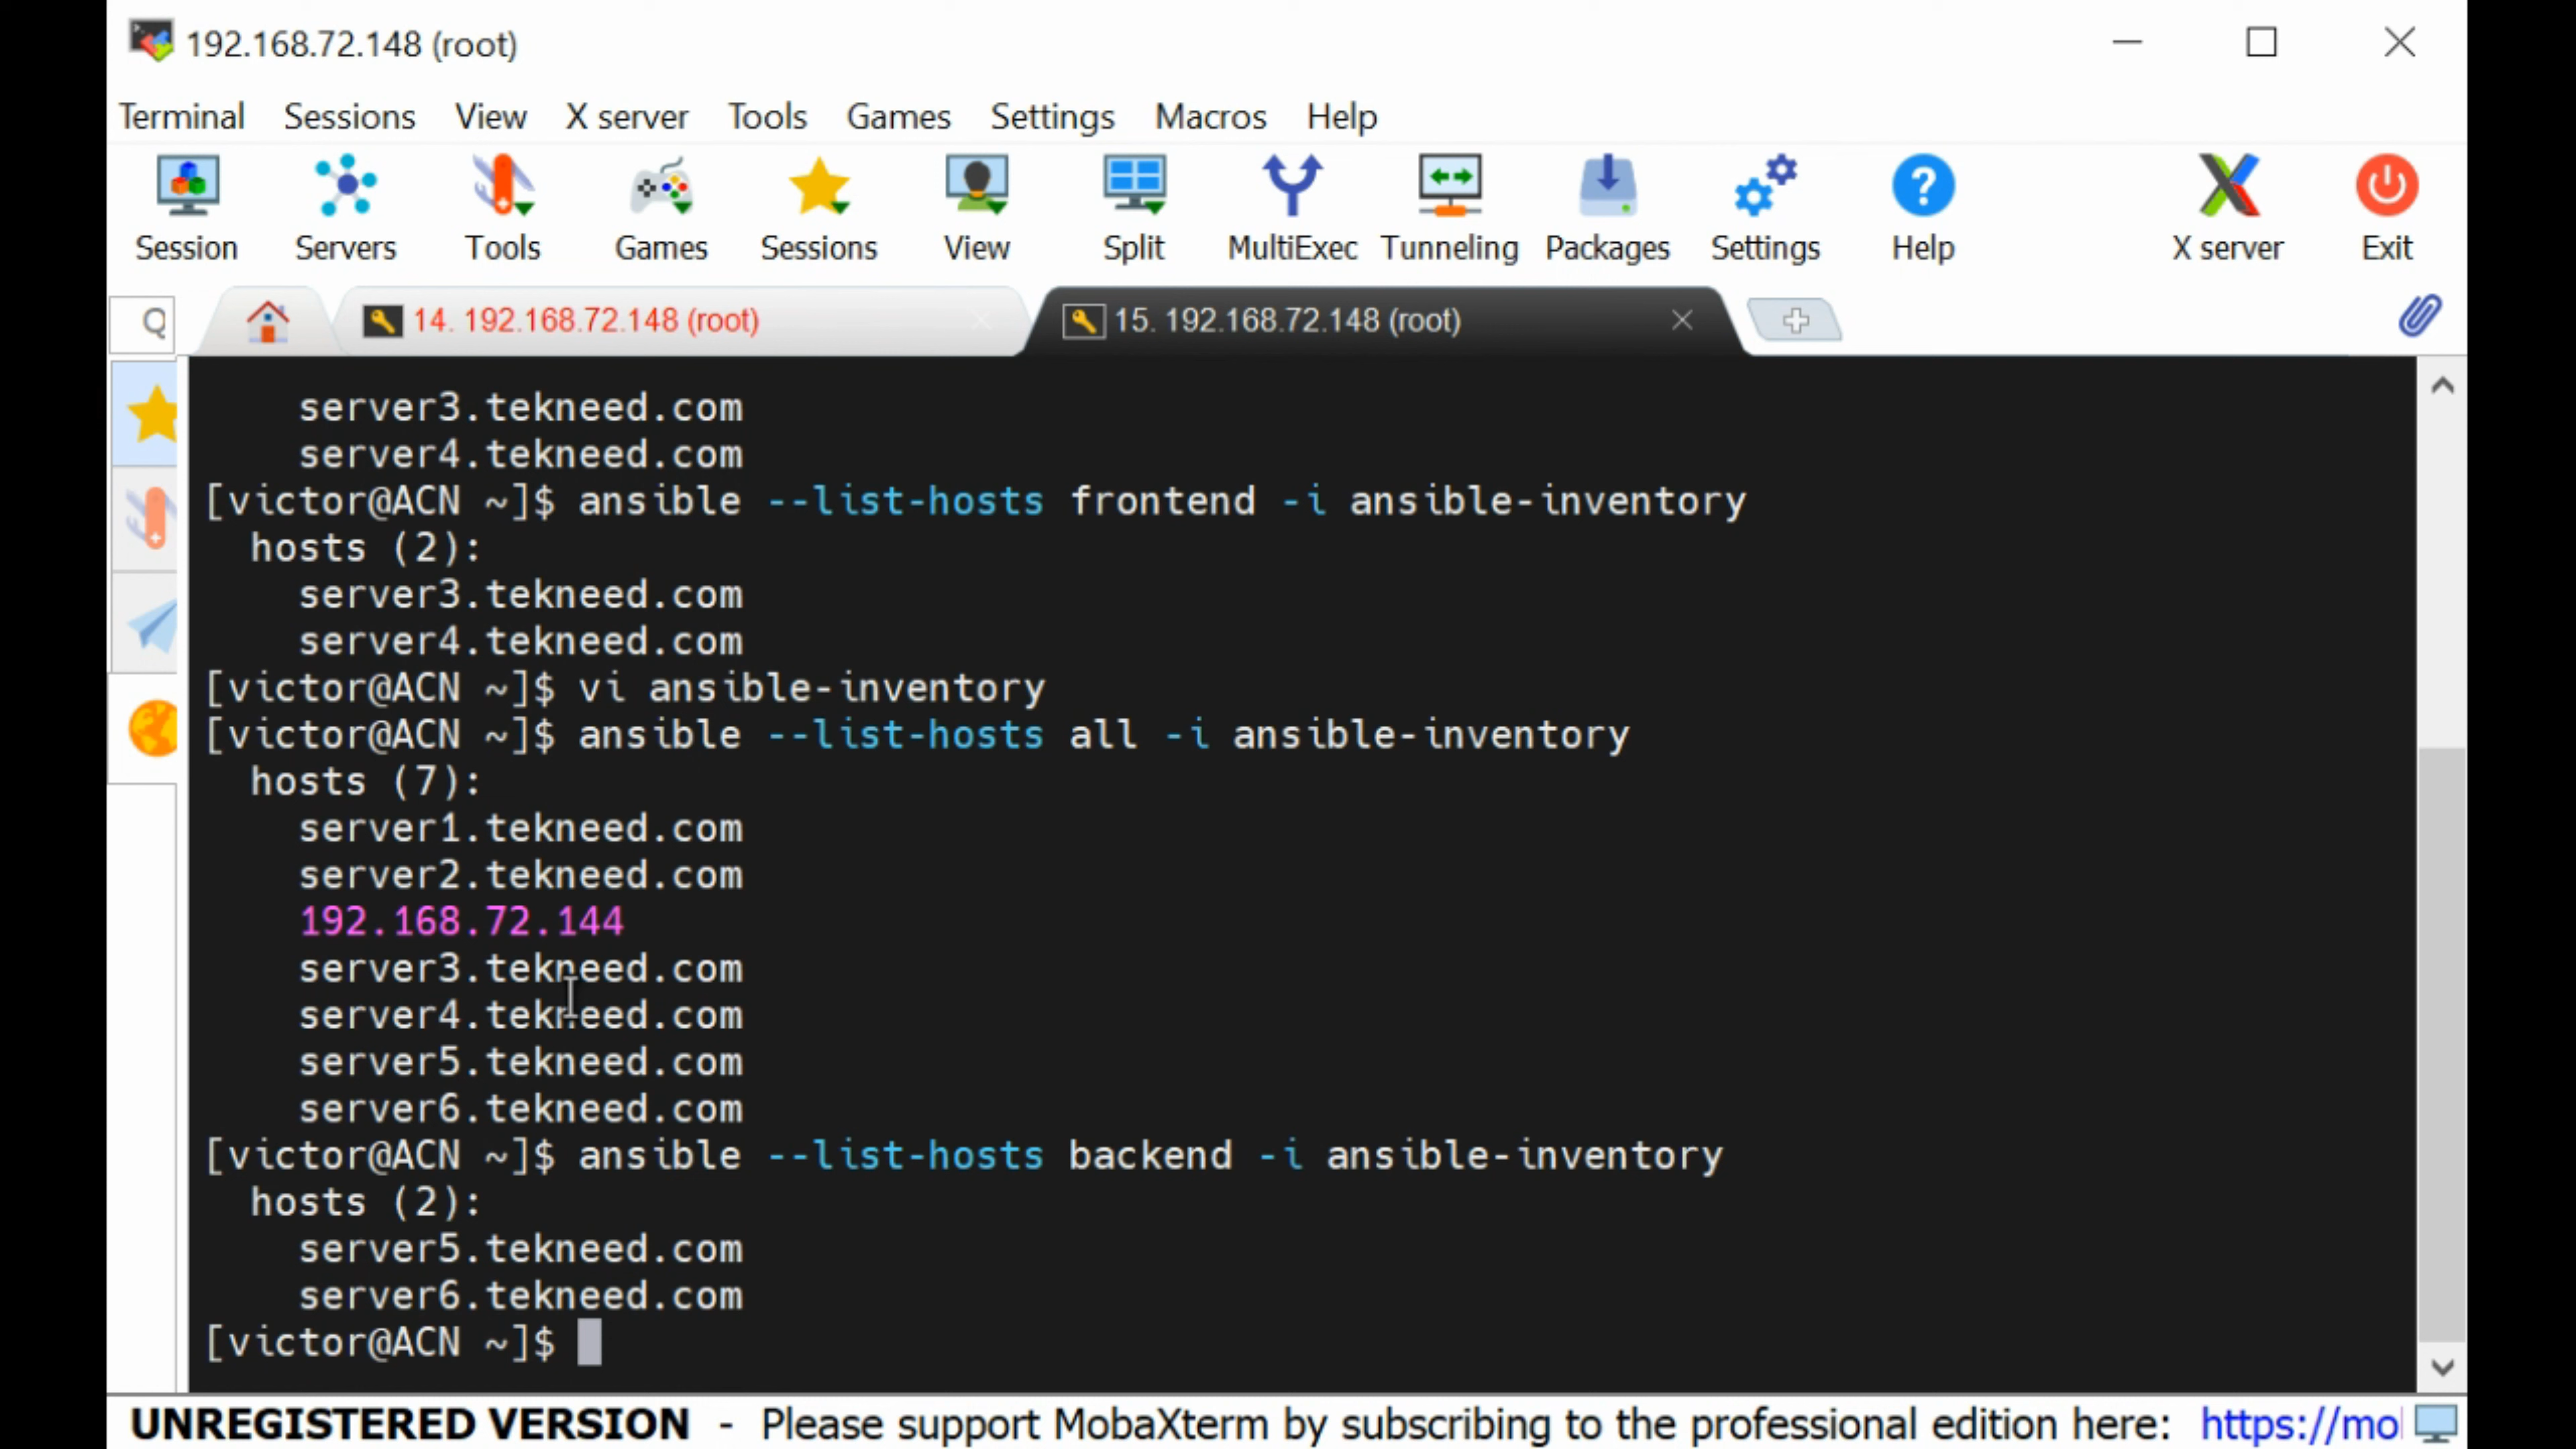 192.168.72.148 (root)
Terminal Sessions View X server Tools Games Settings Macros Help
Session Servers Tools Games Sessions View Split MultiExec Tunneling Packages Settings Help X server Exit
14. 192.168.72.148 (root) 15. 192.168.72.148 (root)
server3.tekneed.com
server4.tekneed.com
[victor@ACN ~]$ ansible --list-hosts frontend -i ansible-inventory
hosts (2):
server3.tekneed.com
server4.tekneed.com
[victor@ACN ~]$ vi ansible-inventory
[victor@ACN ~]$ ansible --list-hosts all -i ansible-inventory
hosts (7):
server1.tekneed.com
server2.tekneed.com
192.168.72.144
server3.tekneed.com
server4.tekneed.com
server5.tekneed.com
server6.tekneed.com
[victor@ACN ~]$ ansible --list-hosts backend -i ansible-inventory
hosts (2):
server5.tekneed.com
server6.tekneed.com
[victor@ACN ~]$
UNREGISTERED VERSION - Please support MobaXterm by subscribing to the professional edition here: https://mo